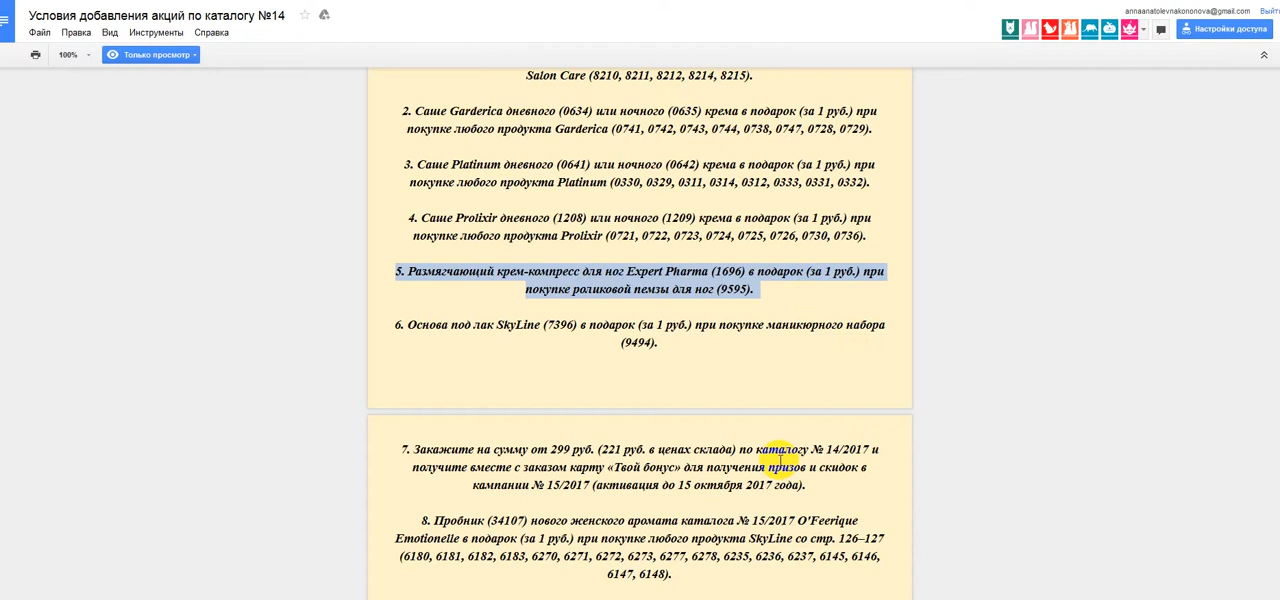 Условия добавления акций по каталогу №14
annaanatolevnakononova@gmail.com
Файл Правка Вид Инструменты Справка
Настройки доступа
100%
Только просмотр
Salon Care (8210, 8211, 8212, 8214, 8215).
2. Саше Garderica дневного (0634) или ночного (0635) крема в подарок (за 1 руб.) при
покупке любого продукта Garderica (0741, 0742, 0743, 0744, 0738, 0747, 0728, 0729).
3. Саше Platinum дневного (0641) или ночного (0642) крема в подарок (за 1 руб.) при
покупке любого продукта Platinum (0330, 0329, 0311, 0314, 0312, 0333, 0331, 0332).
4. Саше Prolixir дневного (1208) или ночного (1209) крема в подарок (за 1 руб.) при
покупке любого продукта Prolixir (0721, 0722, 0723, 0724, 0725, 0726, 0730, 0736).
5. Размягчающий крем-компресс для ног Expert Pharma (1696) в подарок (за 1 руб.) при
покупке роликовой пемзы для ног (9595).
6. Основа под лак SkyLine (7396) в подарок (за 1 руб.) при покупке маникюрного набора
(9494).
7. Закажите на сумму от 299 руб. (221 руб. в ценах склада) по каталогу № 14/2017 и
получите вместе с заказом карту «Твой бонус» для получения призов и скидок в
кампании № 15/2017 (активация до 15 октября 2017 года).
8. Пробник (34107) нового женского аромата каталога № 15/2017 O'Feerique
Emotionelle в подарок (за 1 руб.) при покупке любого продукта SkyLine со стр. 126–127
(6180, 6181, 6182, 6183, 6270, 6271, 6272, 6273, 6277, 6278, 6235, 6236, 6237, 6145, 6146,
6147, 6148).